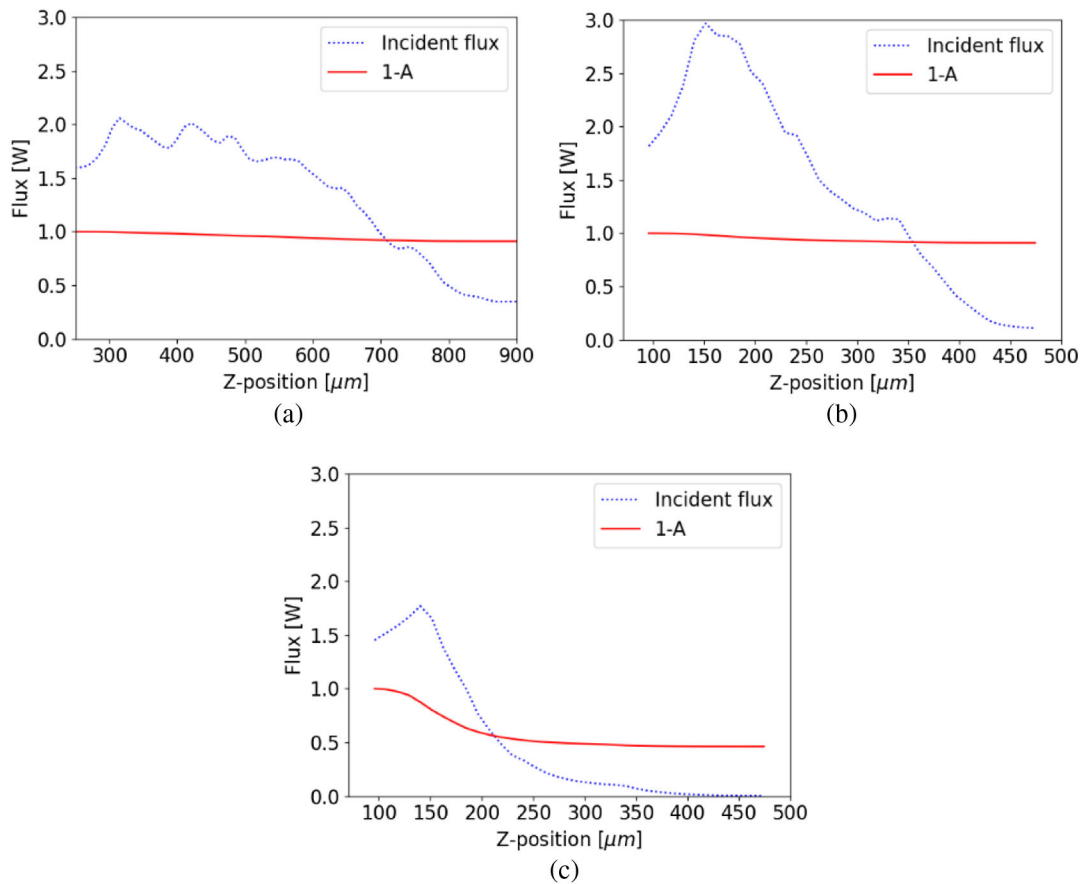 3.0
2.5
2.0
1.5
1.0
0.5
0.0
Flux [W]
Incident flux
1-A
300 400 500 600 700 800 900
Z-position [μm]
(a)
3.0
2.5
2.0
1.5
1.0
0.5
0.0
Flux [W]
Incident flux
1-A
100 150 200 250 300 350 400 450 500
Z-position [μm]
(b)
3.0
2.5
2.0
1.5
1.0
0.5
0.0
Flux [W]
Incident flux
1-A
100 150 200 250 300 350 400 450 500
Z-position [μm]
(c)